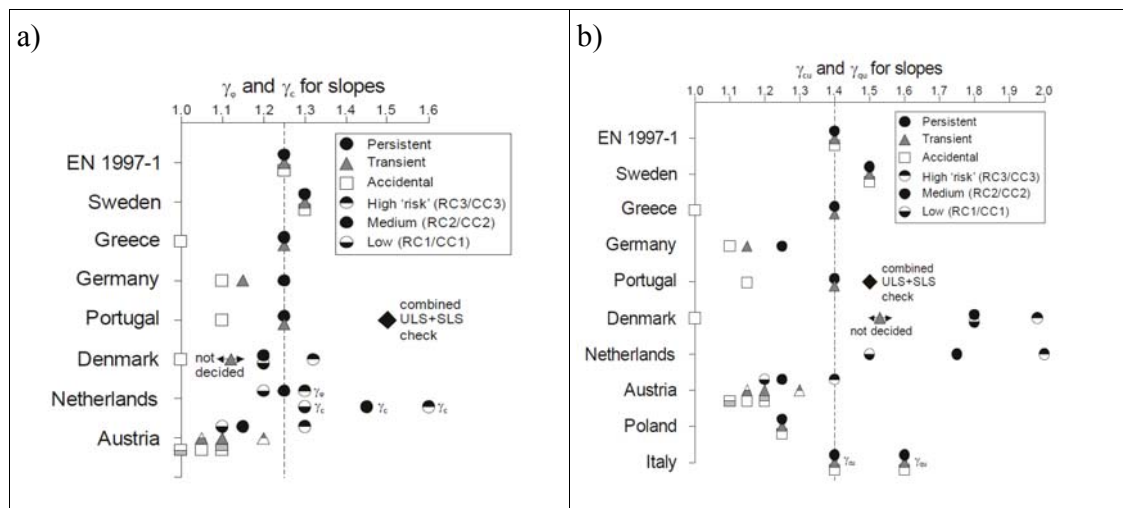 a)
γφ and γc for slopes
1.0 1.1 1.2 1.3 1.4 1.5 1.6
Persistent
Transient
Accidental
High ‘risk’ (RC3/CC3)
Medium (RC2/CC2)
Low (RC1/CC1)
EN 1997-1
Sweden
Greece
Germany
Portugal
combined
ULS+SLS
check
Denmark
not
decided
Netherlands
γφ
γc γc γc
Austria
b)
γcu and γqu for slopes
1.0 1.1 1.2 1.3 1.4 1.5 1.6 1.7 1.8 1.9 2.0
Persistent
Transient
Accidental
High ‘risk’ (RC3/CC3)
Medium (RC2/CC2)
Low (RC1/CC1)
EN 1997-1
Sweden
Greece
Germany
combined
ULS+SLS
check
Portugal
Denmark
not decided
Netherlands
Austria
Poland
Italy